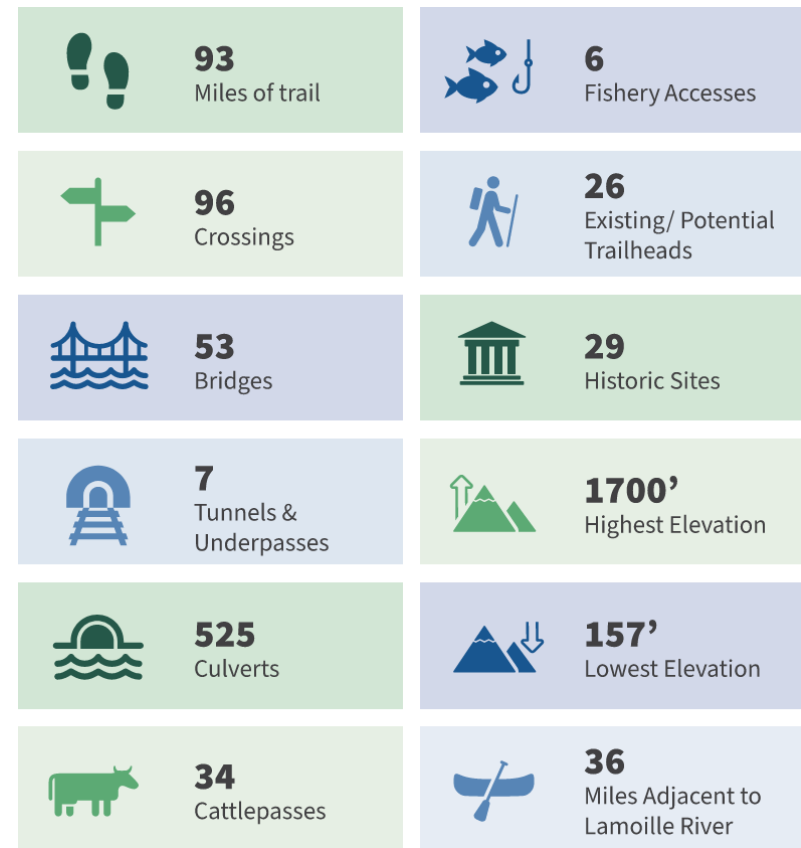 93
Miles of trail
6
Fishery Accesses
96
Crossings
26
Existing/ Potential
Trailheads
53
Bridges
29
Historic Sites
7
Tunnels &
Underpasses
1700’
Highest Elevation
525
Culverts
157’
Lowest Elevation
34
Cattlepasses
36
Miles Adjacent to
Lamoille River